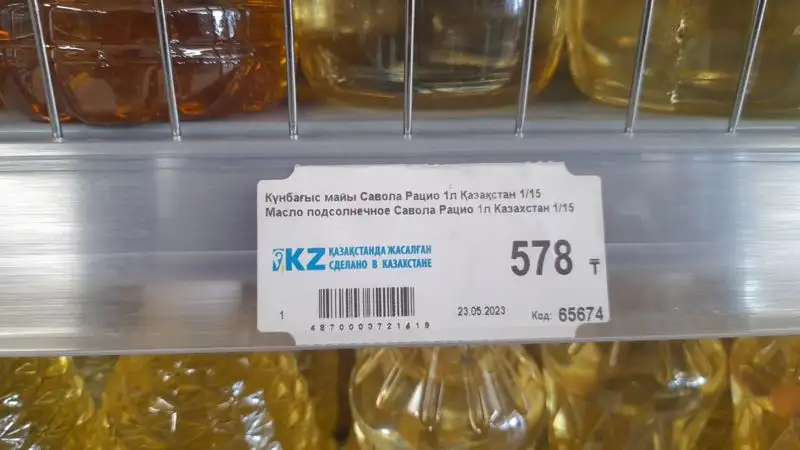 Күнбағыс майы Савола Рацио 1л Қазақстан 1/15
Масло подсолнечное Савола Рацио 1л Казахстан 1/15
KZ ҚАЗАҚСТАНДА ЖАСАЛҒАН
СДЕЛАНО В КАЗАХСТАНЕ
578 ₸
1
4870003721419
23.05.2023
Код: 65674